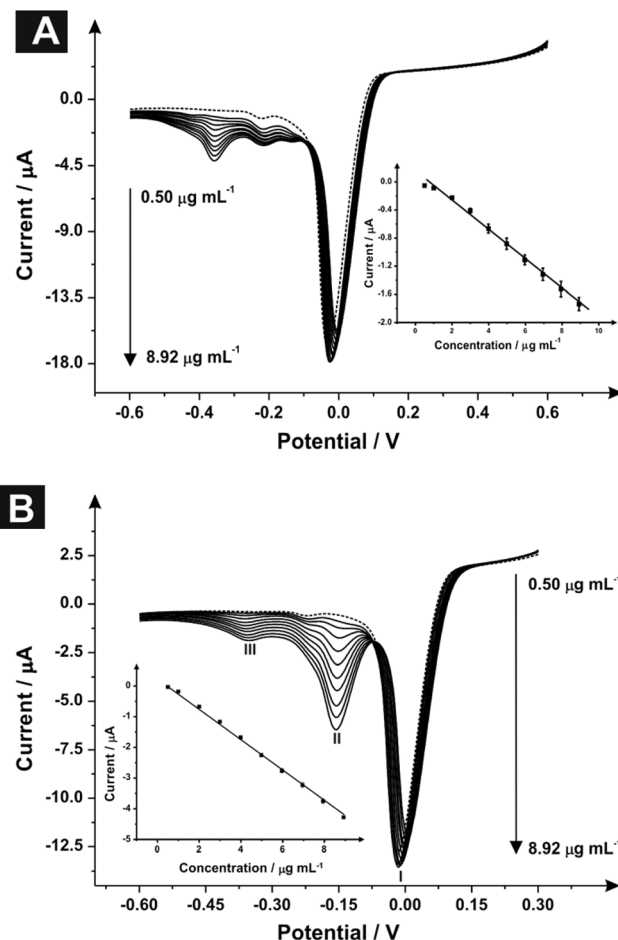 A
0.0
-4.5
-9.0
-13.5
-18.0
Current / µA
0.50 µg mL-1
8.92 µg mL-1
-0.6 -0.4 -0.2 0.0 0.2 0.4 0.6
Potential / V
0.0
-0.4
-0.8
-1.2
-1.6
-2.0
Current / µA
0 2 4 6 8 10
Concentration / µg mL-1
B
2.5
0.0
-2.5
-5.0
-7.5
-10.0
-12.5
Current / µA
0.50 µg mL-1
8.92 µg mL-1
III
II
I
0
-1
-2
-3
-4
-5
Current / µA
0 2 4 6 8
Concentration / µg mL-1
-0.60 -0.45 -0.30 -0.15 0.00 0.15 0.30
Potential / V